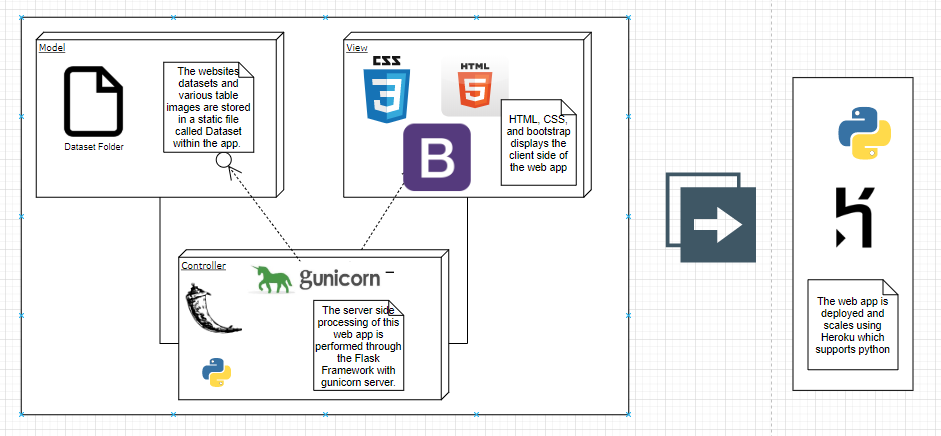 Model
Dataset Folder
The websites
datasets and
various table
images are stored
in a static file
called Dataset
within the app.
View
CSS
3
HTML
5
B
HTML, CSS,
and bootstrap
displays the
client side of
the web app
Controller
gunicorn
The server side
processing of this
web app is
performed through
the Flask
Framework with
gunicorn server.
The web app is
deployed and
scales using
Heroku which
supports python